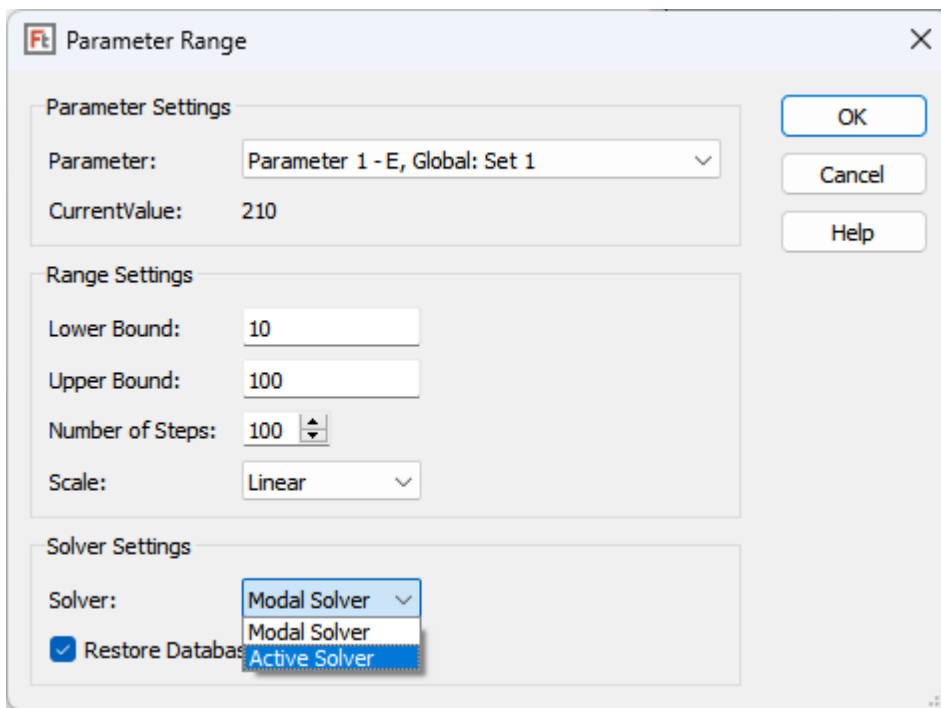 Ft Parameter Range
Parameter Settings
OK
Parameter: Parameter 1 - E, Global: Set 1
Cancel
CurrentValue: 210
Help
Range Settings
Lower Bound: 10
Upper Bound: 100
Number of Steps: 100
Scale: Linear
Solver Settings
Solver: Modal Solver
Modal Solver
Restore
Active Solver